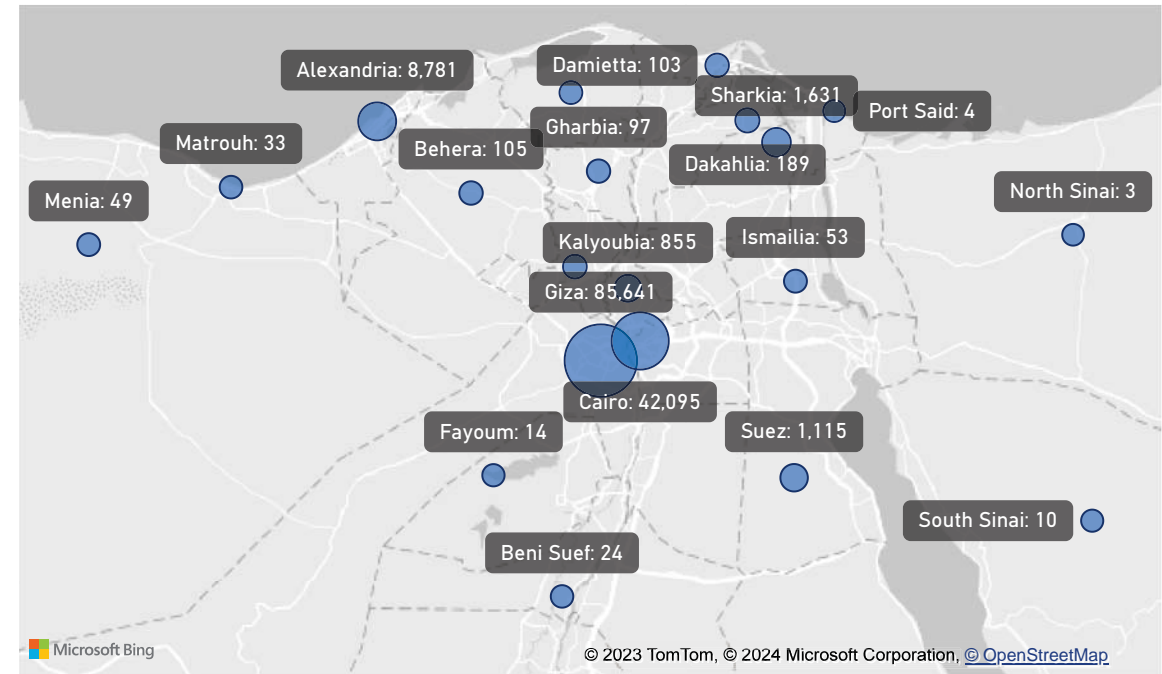 Alexandria: 8,781
Damietta: 103
Sharkia: 1,631
Port Said: 4
Gharbia: 97
Matrouh: 33
Behera: 105
Dakahlia: 189
Menia: 49
North Sinai: 3
Kalyoubia: 855
Ismailia: 53
Giza: 85,641
Cairo: 42,095
Fayoum: 14
Suez: 1,115
South Sinai: 10
Beni Suef: 24
Microsoft Bing
© 2023 TomTom, © 2024 Microsoft Corporation, © OpenStreetMap